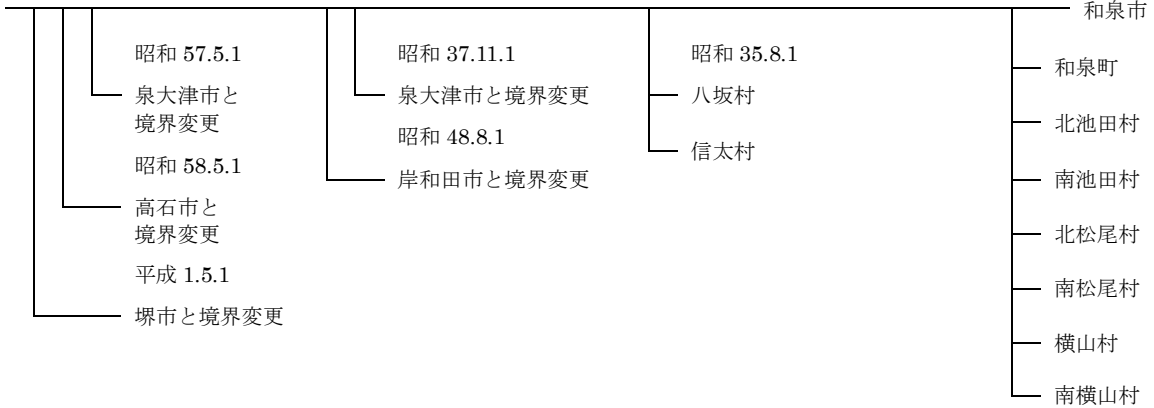 和泉市
昭和 57.5.1
泉大津市と
境界変更
昭和 58.5.1
高石市と
境界変更
平成 1.5.1
堺市と境界変更
昭和 37.11.1
泉大津市と境界変更
昭和 48.8.1
岸和田市と境界変更
昭和 35.8.1
八坂村
信太村
和泉町
北池田村
南池田村
北松尾村
南松尾村
横山村
南横山村